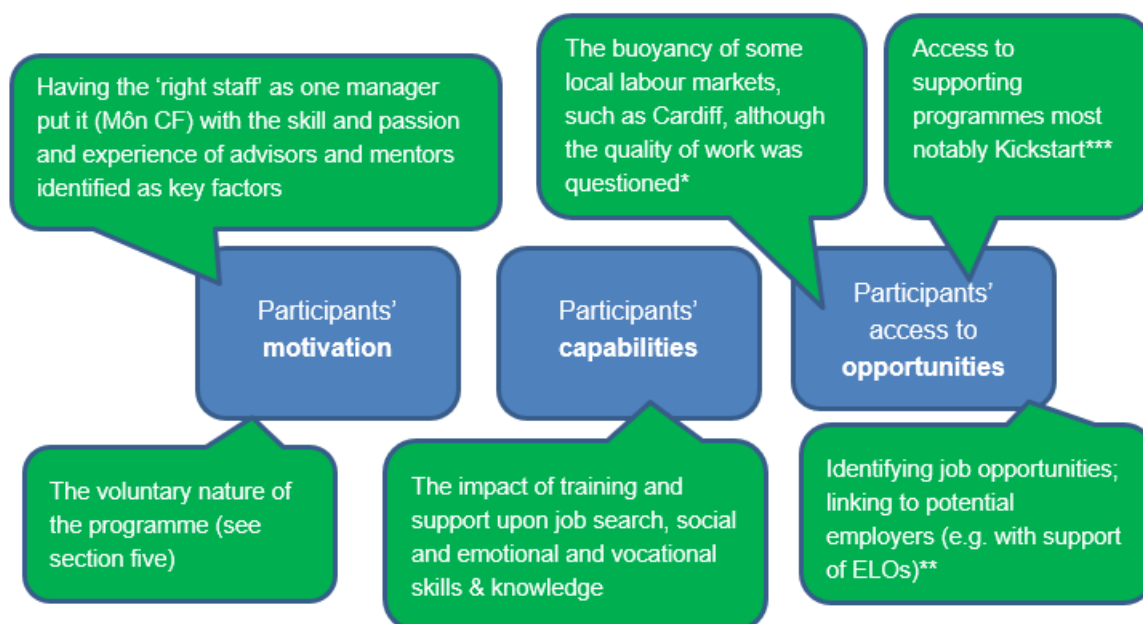 Having the ‘right staff’ as one manager
put it (Môn CF) with the skill and passion
and experience of advisors and mentors
identified as key factors
The buoyancy of some
local labour markets,
such as Cardiff, although
the quality of work was
questioned*
Access to
supporting
programmes most
notably Kickstart***
Participants’
motivation
Participants’
capabilities
Participants’
access to
opportunities
The voluntary nature of
the programme (see
section five)
The impact of training and
support upon job search, social
and emotional and vocational
skills & knowledge
Identifying job opportunities;
linking to potential
employers (e.g. with support
of ELOs)**